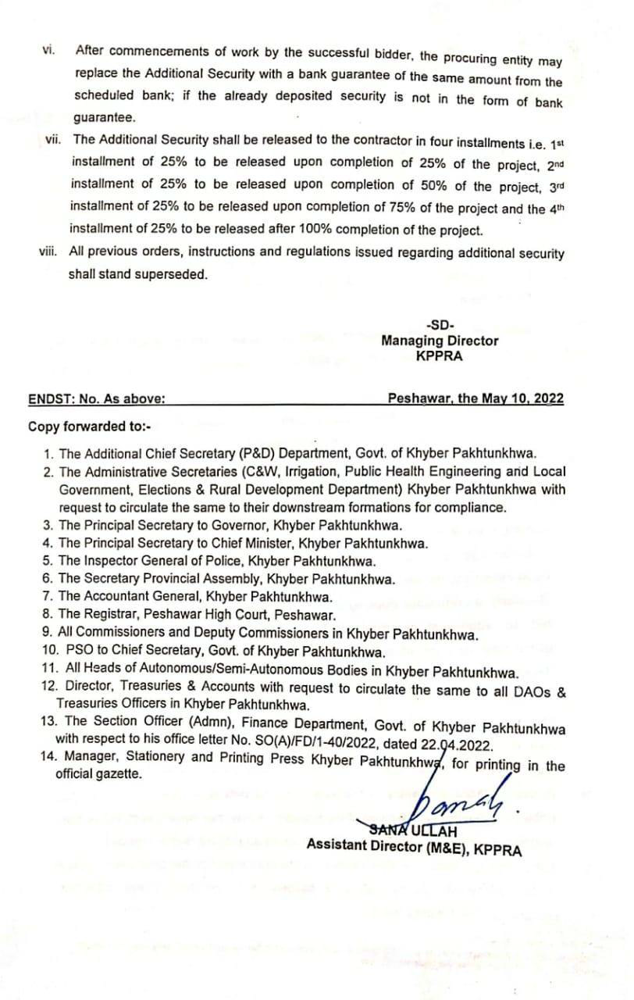 vi. After commencements of work by the successful bidder, the procuring entity may
replace the Additional Security with a bank guarantee of the same amount from the
scheduled bank; if the already deposited security is not in the form of bank
guarantee.
vii. The Additional Security shall be released to the contractor in four installments i.e. 1st
installment of 25% to be released upon completion of 25% of the project, 2nd
installment of 25% to be released upon completion of 50% of the project, 3rd
installment of 25% to be released upon completion of 75% of the project and the 4th
installment of 25% to be released after 100% completion of the project.
viii. All previous orders, instructions and regulations issued regarding additional security
shall stand superseded.
-SD-
Managing Director
KPPRA
ENDST: No. As above: Peshawar, the May 10, 2022
Copy forwarded to:-
1. The Additional Chief Secretary (P&D) Department, Govt. of Khyber Pakhtunkhwa.
2. The Administrative Secretaries (C&W, Irrigation, Public Health Engineering and Local
Government, Elections & Rural Development Department) Khyber Pakhtunkhwa with
request to circulate the same to their downstream formations for compliance.
3. The Principal Secretary to Governor, Khyber Pakhtunkhwa.
4. The Principal Secretary to Chief Minister, Khyber Pakhtunkhwa.
5. The Inspector General of Police, Khyber Pakhtunkhwa.
6. The Secretary Provincial Assembly, Khyber Pakhtunkhwa.
7. The Accountant General, Khyber Pakhtunkhwa.
8. The Registrar, Peshawar High Court, Peshawar.
9. All Commissioners and Deputy Commissioners in Khyber Pakhtunkhwa.
10. PSO to Chief Secretary, Govt. of Khyber Pakhtunkhwa.
11. All Heads of Autonomous/Semi-Autonomous Bodies in Khyber Pakhtunkhwa.
12. Director, Treasuries & Accounts with request to circulate the same to all DAOs &
Treasuries Officers in Khyber Pakhtunkhwa.
13. The Section Officer (Admn), Finance Department, Govt. of Khyber Pakhtunkhwa
with respect to his office letter No. SO(A)/FD/1-40/2022, dated 22.04.2022.
14. Manager, Stationery and Printing Press Khyber Pakhtunkhwa, for printing in the
official gazette.
SANA ULLAH
Assistant Director (M&E), KPPRA